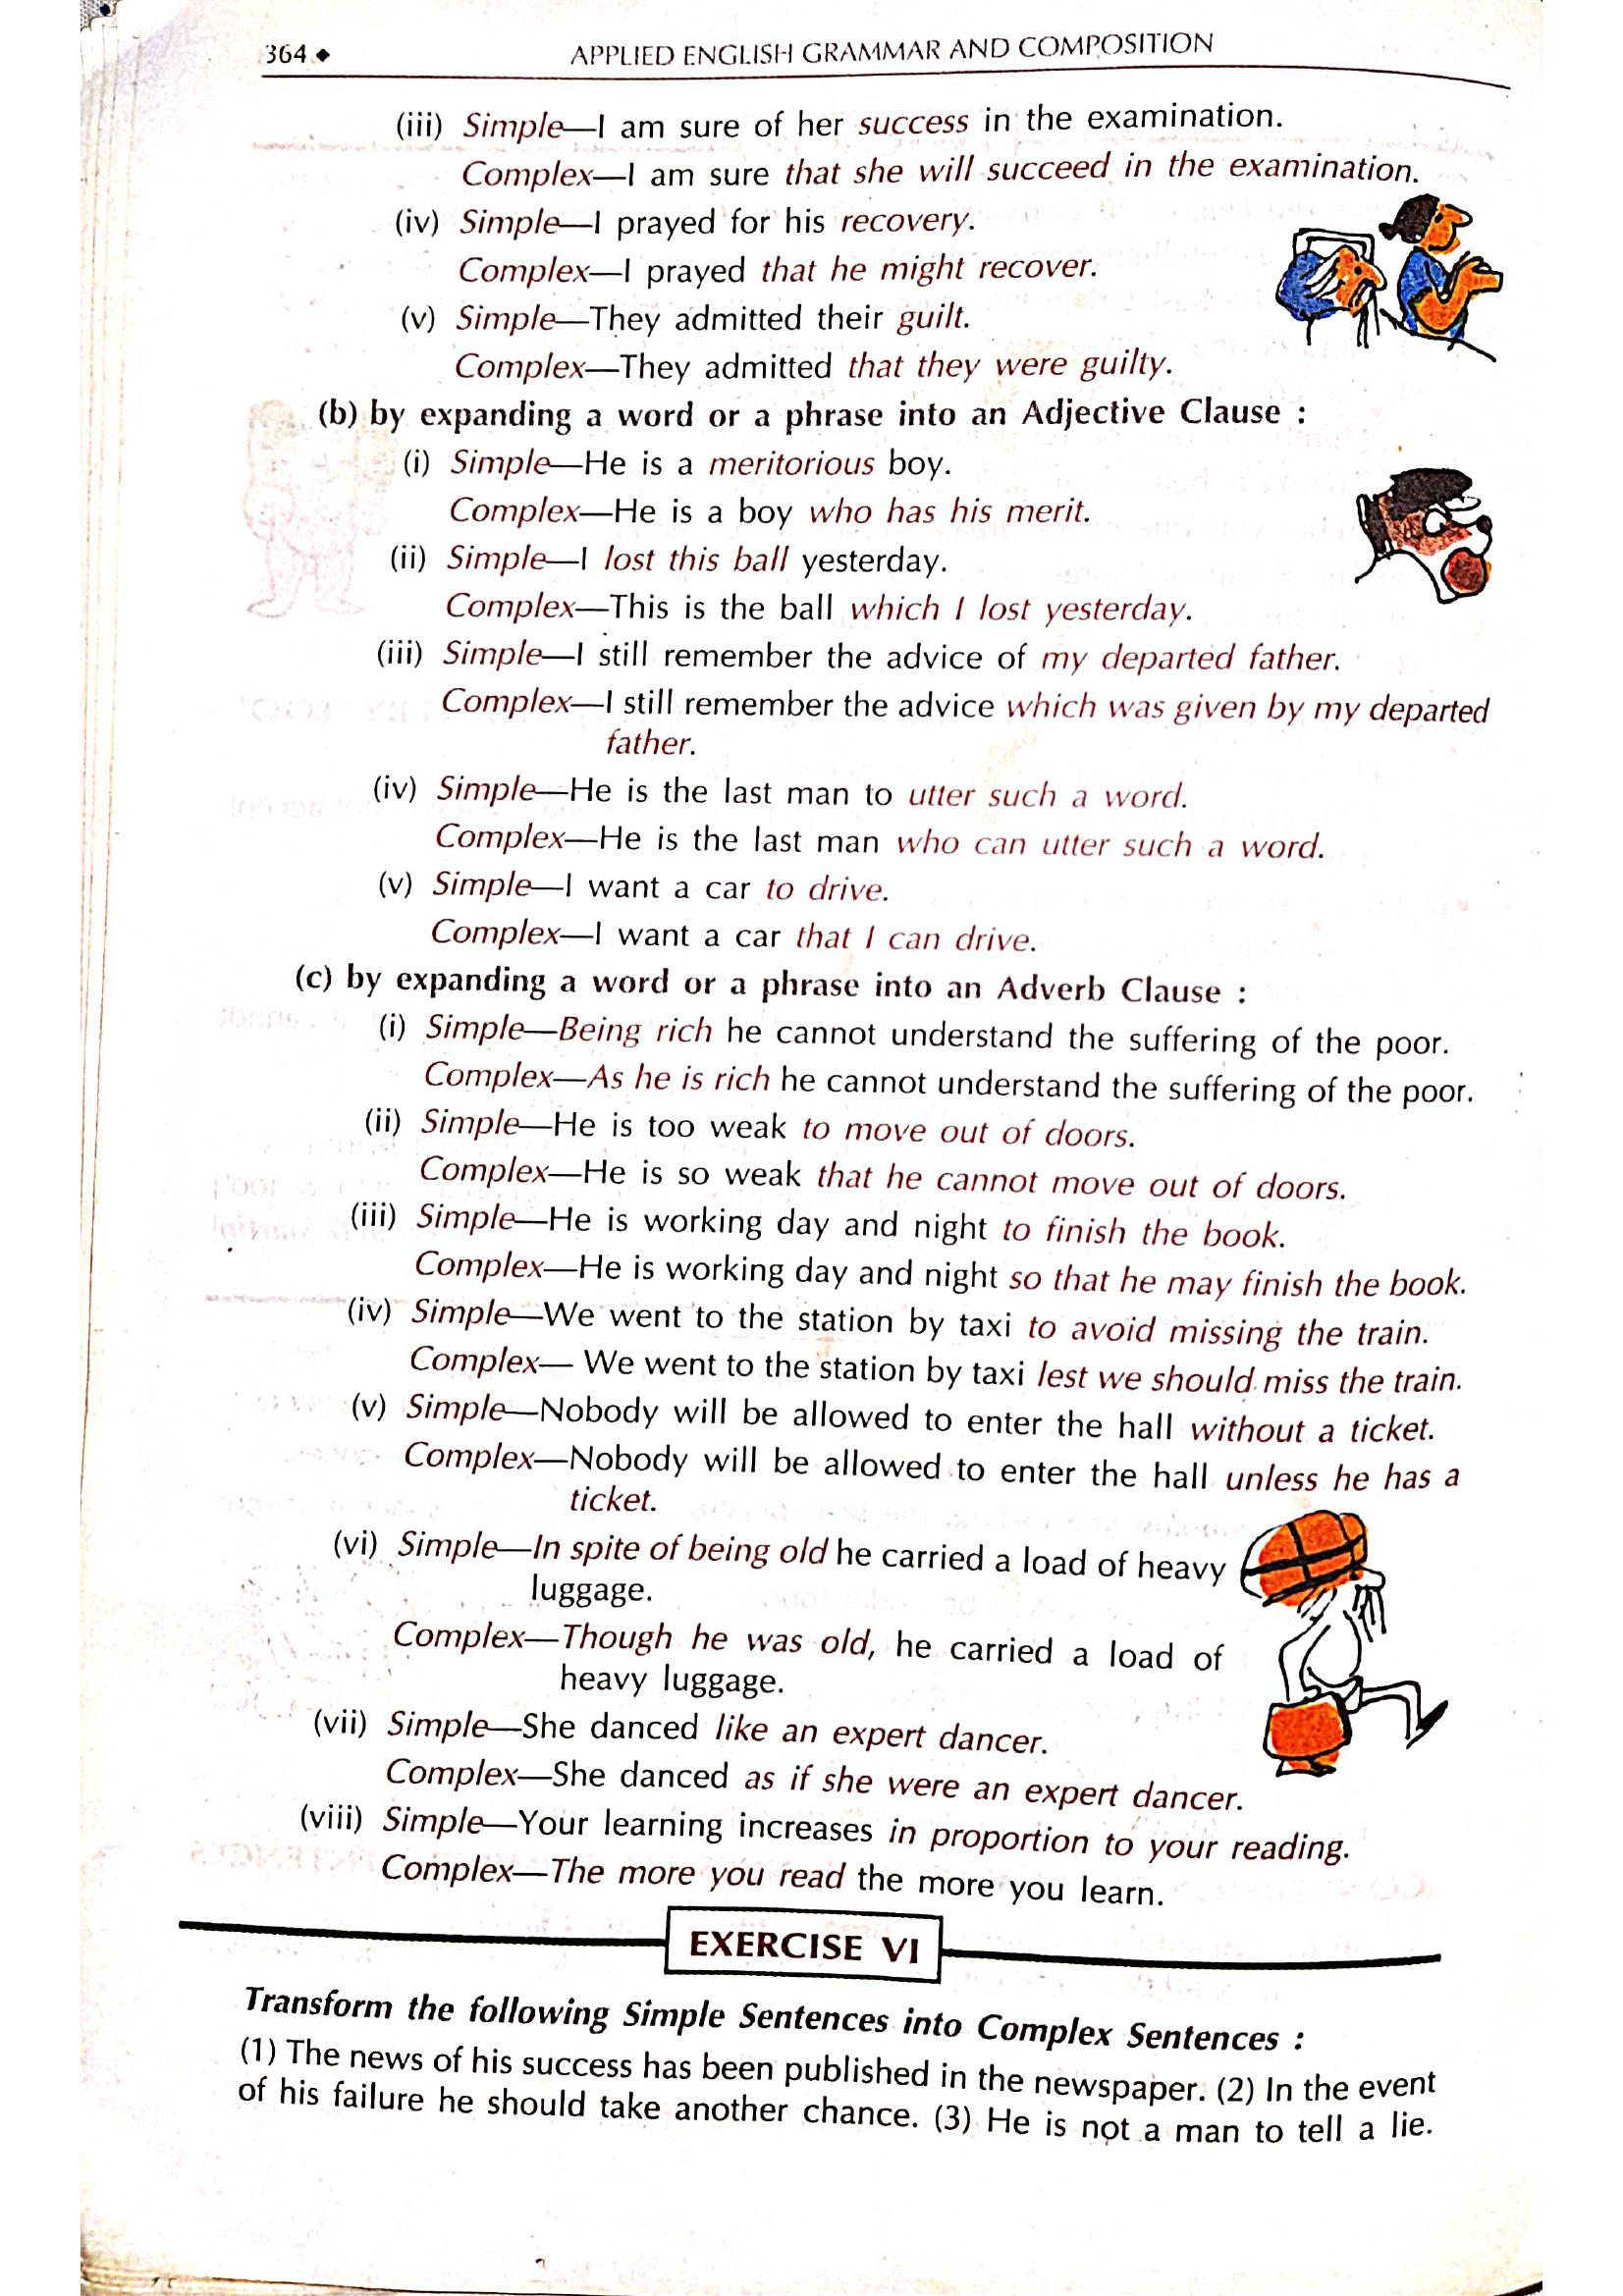 364 ◆ APPLIED ENGLISH GRAMMAR AND COMPOSITION
(iii) Simple—I am sure of her success in the examination.
Complex—I am sure that she will succeed in the examination.
(iv) Simple—I prayed for his recovery.
Complex—I prayed that he might recover.
(v) Simple—They admitted their guilt.
Complex—They admitted that they were guilty.
(b) by expanding a word or a phrase into an Adjective Clause :
(i) Simple—He is a meritorious boy.
Complex—He is a boy who has his merit.
(ii) Simple—I lost this ball yesterday.
Complex—This is the ball which I lost yesterday.
(iii) Simple—I still remember the advice of my departed father.
Complex—I still remember the advice which was given by my departed
father.
(iv) Simple—He is the last man to utter such a word.
Complex—He is the last man who can utter such a word.
(v) Simple—I want a car to drive.
Complex—I want a car that I can drive.
(c) by expanding a word or a phrase into an Adverb Clause :
(i) Simple—Being rich he cannot understand the suffering of the poor.
Complex—As he is rich he cannot understand the suffering of the poor.
(ii) Simple—He is too weak to move out of doors.
Complex—He is so weak that he cannot move out of doors.
(iii) Simple—He is working day and night to finish the book.
Complex—He is working day and night so that he may finish the book.
(iv) Simple—We went to the station by taxi to avoid missing the train.
Complex— We went to the station by taxi lest we should miss the train.
(v) Simple—Nobody will be allowed to enter the hall without a ticket.
Complex—Nobody will be allowed to enter the hall unless he has a
ticket.
(vi) Simple—In spite of being old he carried a load of heavy
luggage.
Complex—Though he was old, he carried a load of
heavy luggage.
(vii) Simple—She danced like an expert dancer.
Complex—She danced as if she were an expert dancer.
(viii) Simple—Your learning increases in proportion to your reading.
Complex—The more you read the more you learn.
EXERCISE VI
Transform the following Simple Sentences into Complex Sentences :
(1) The news of his success has been published in the newspaper. (2) In the event
of his failure he should take another chance. (3) He is not a man to tell a lie.